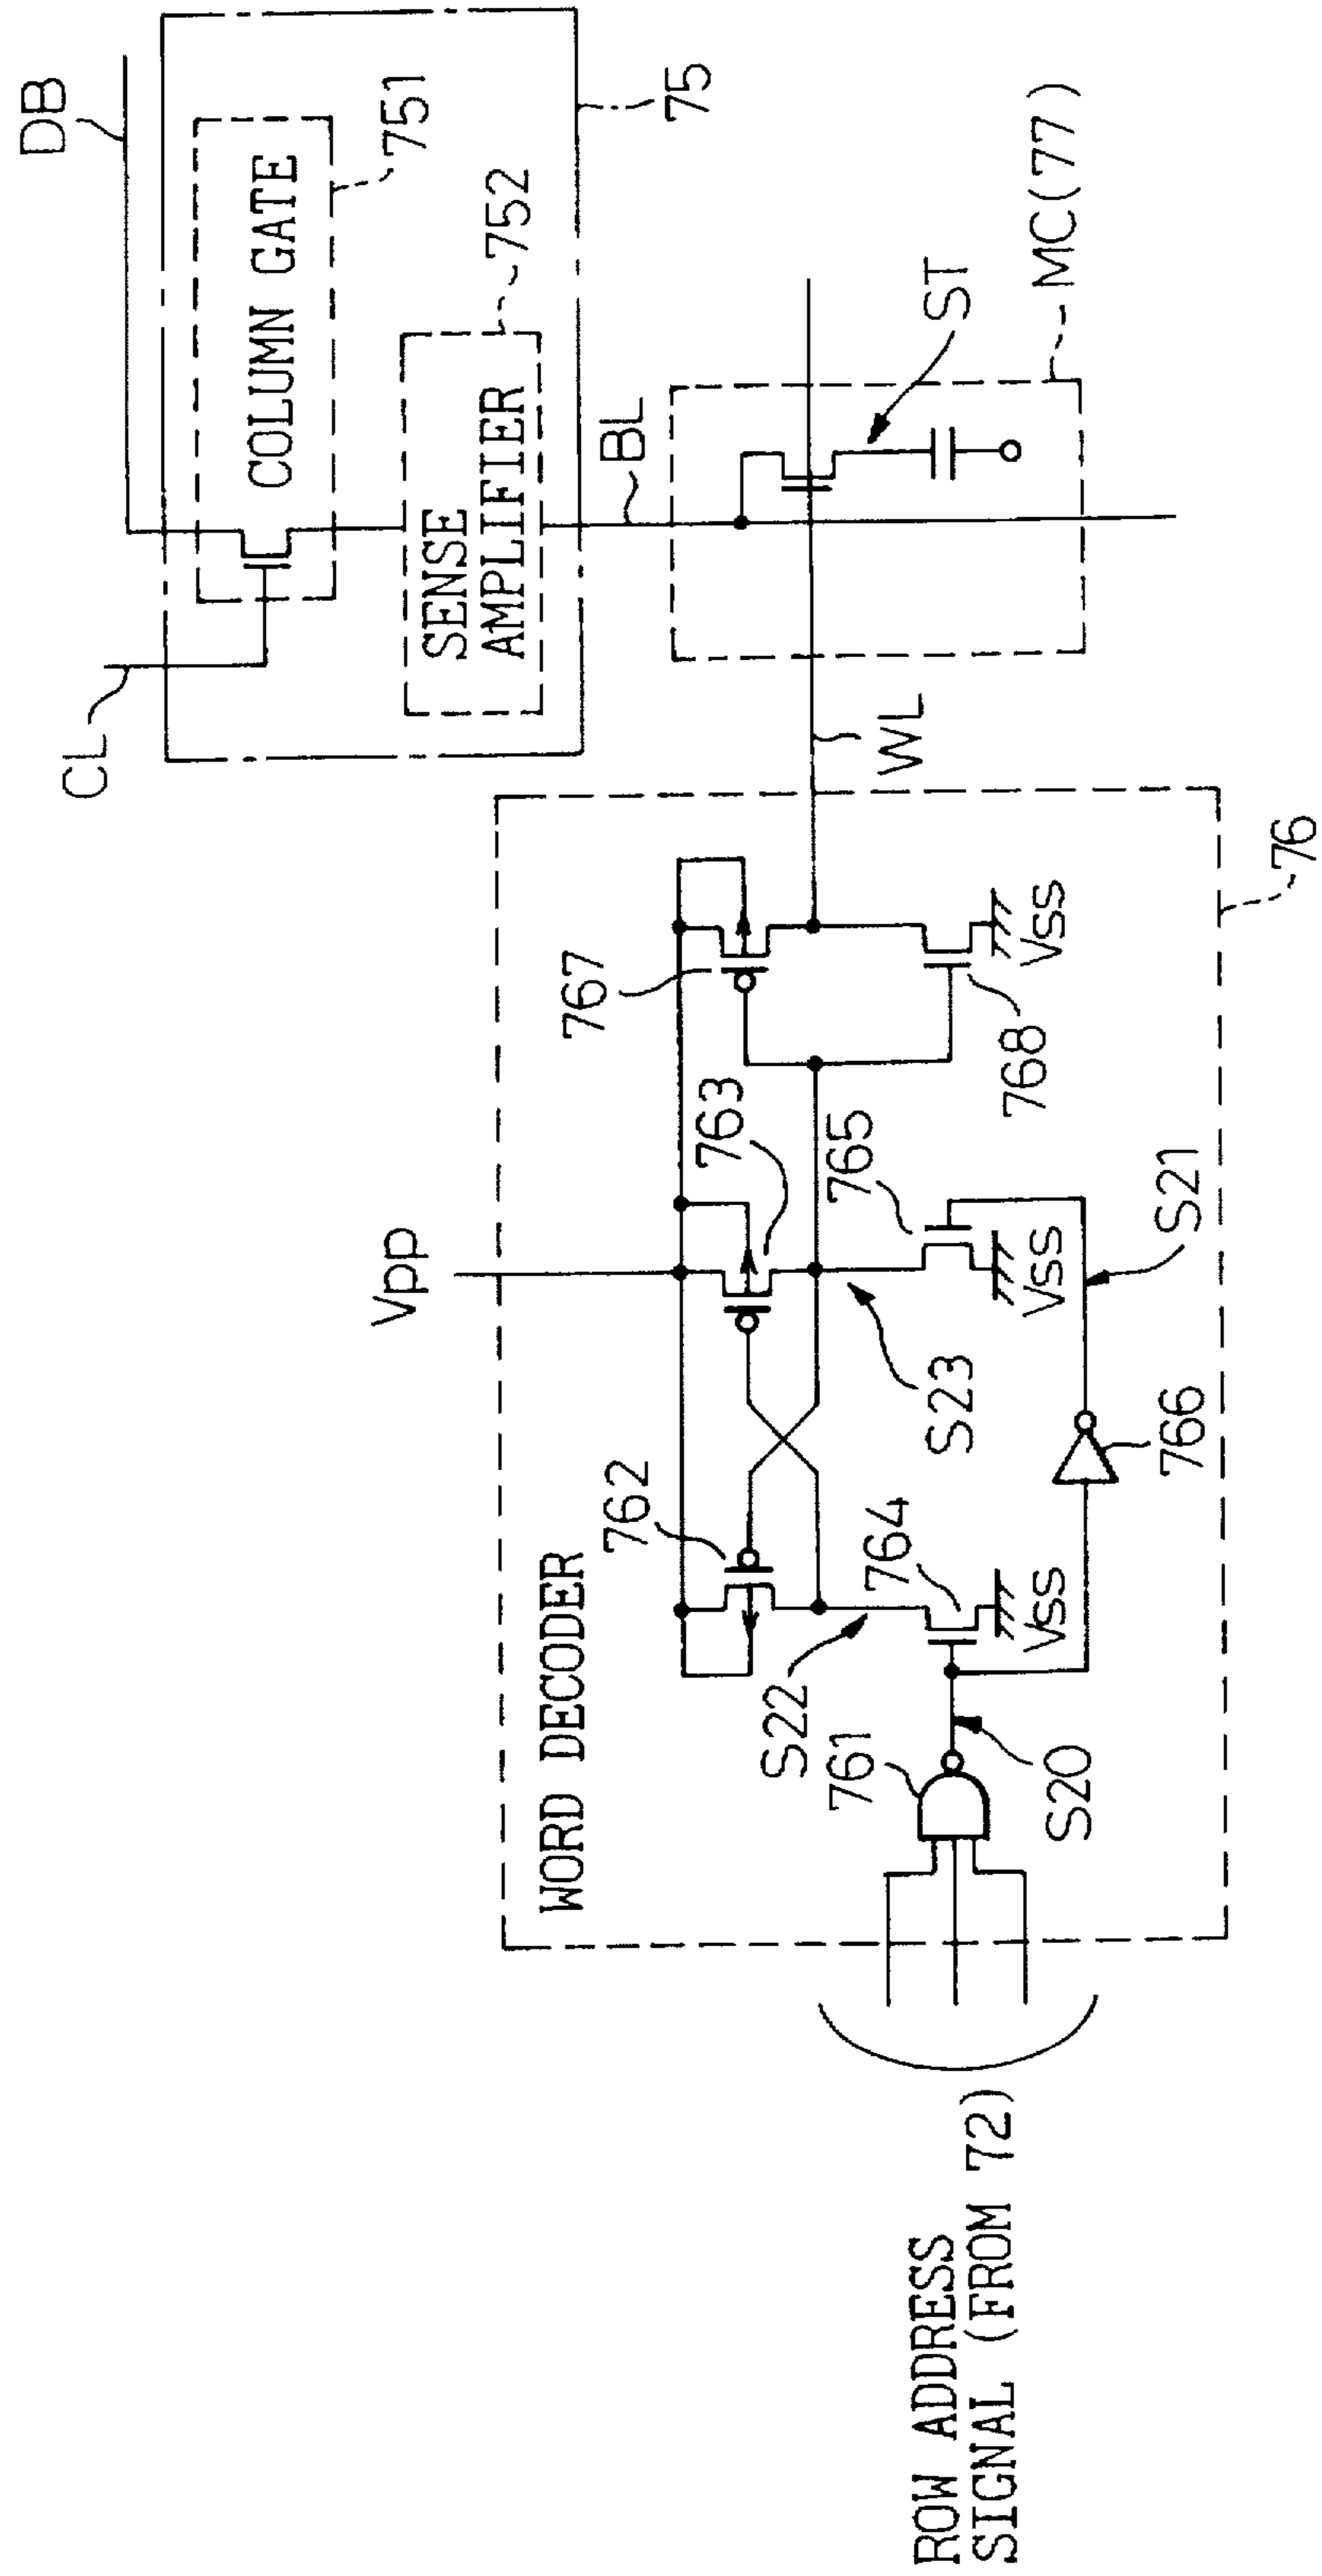 DB
CL
COLUMN GATE
751
SENSE
AMPLIFIER
752
75
BL
ST
MC(77)
WL
Vpp
WORD DECODER
762
763
767
764
765
768
761
766
S20
S21
S22
S23
Vss
Vss
Vss
76
ROW ADDRESS
SIGNAL (FROM 72)